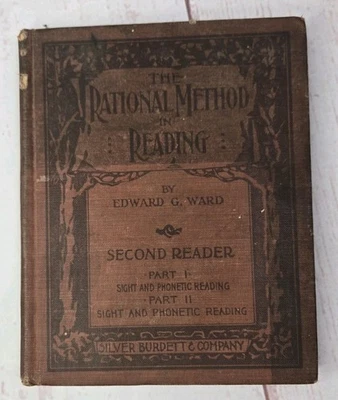 THE
RATIONAL METHOD
IN
READING
BY
EDWARD G. WARD
SECOND READER
PART I
SIGHT AND PHONETIC READING
PART II
SIGHT AND PHONETIC READING
SILVER BURDETT & COMPANY